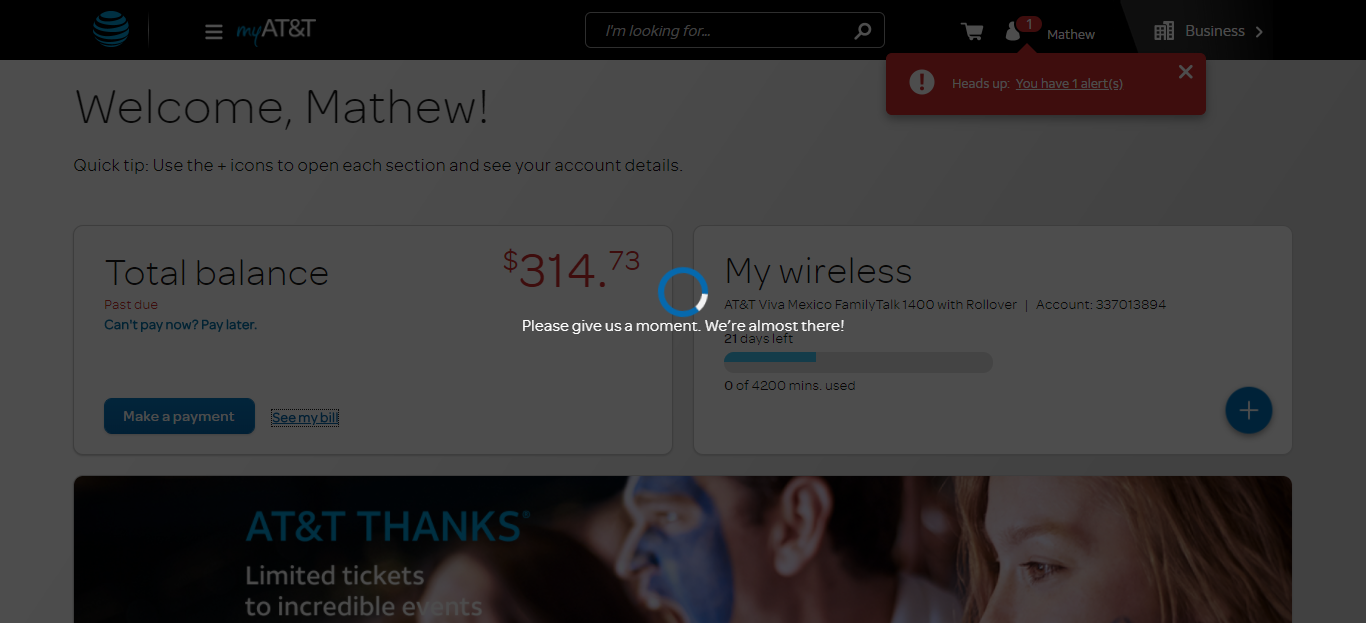 myAT&T
I'm looking for...
1
Mathew
Business
Heads up: You have 1 alert(s)
Welcome, Mathew!
Quick tip: Use the + icons to open each section and see your account details.
Total balance
$314.73
Past due
Can't pay now? Pay later.
Make a payment
See my bill
Please give us a moment. We're almost there!
My wireless
AT&T Viva Mexico FamilyTalk 1400 with Rollover | Account: 337013894
21 days left
0 of 4200 mins. used
AT&T THANKS®
Limited tickets
to incredible events